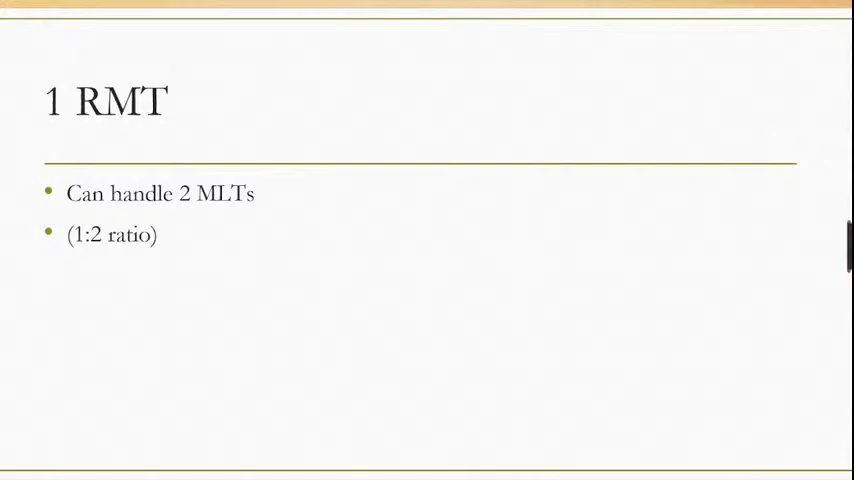 1 RMT
• Can handle 2 MLTs
• (1:2 ratio)